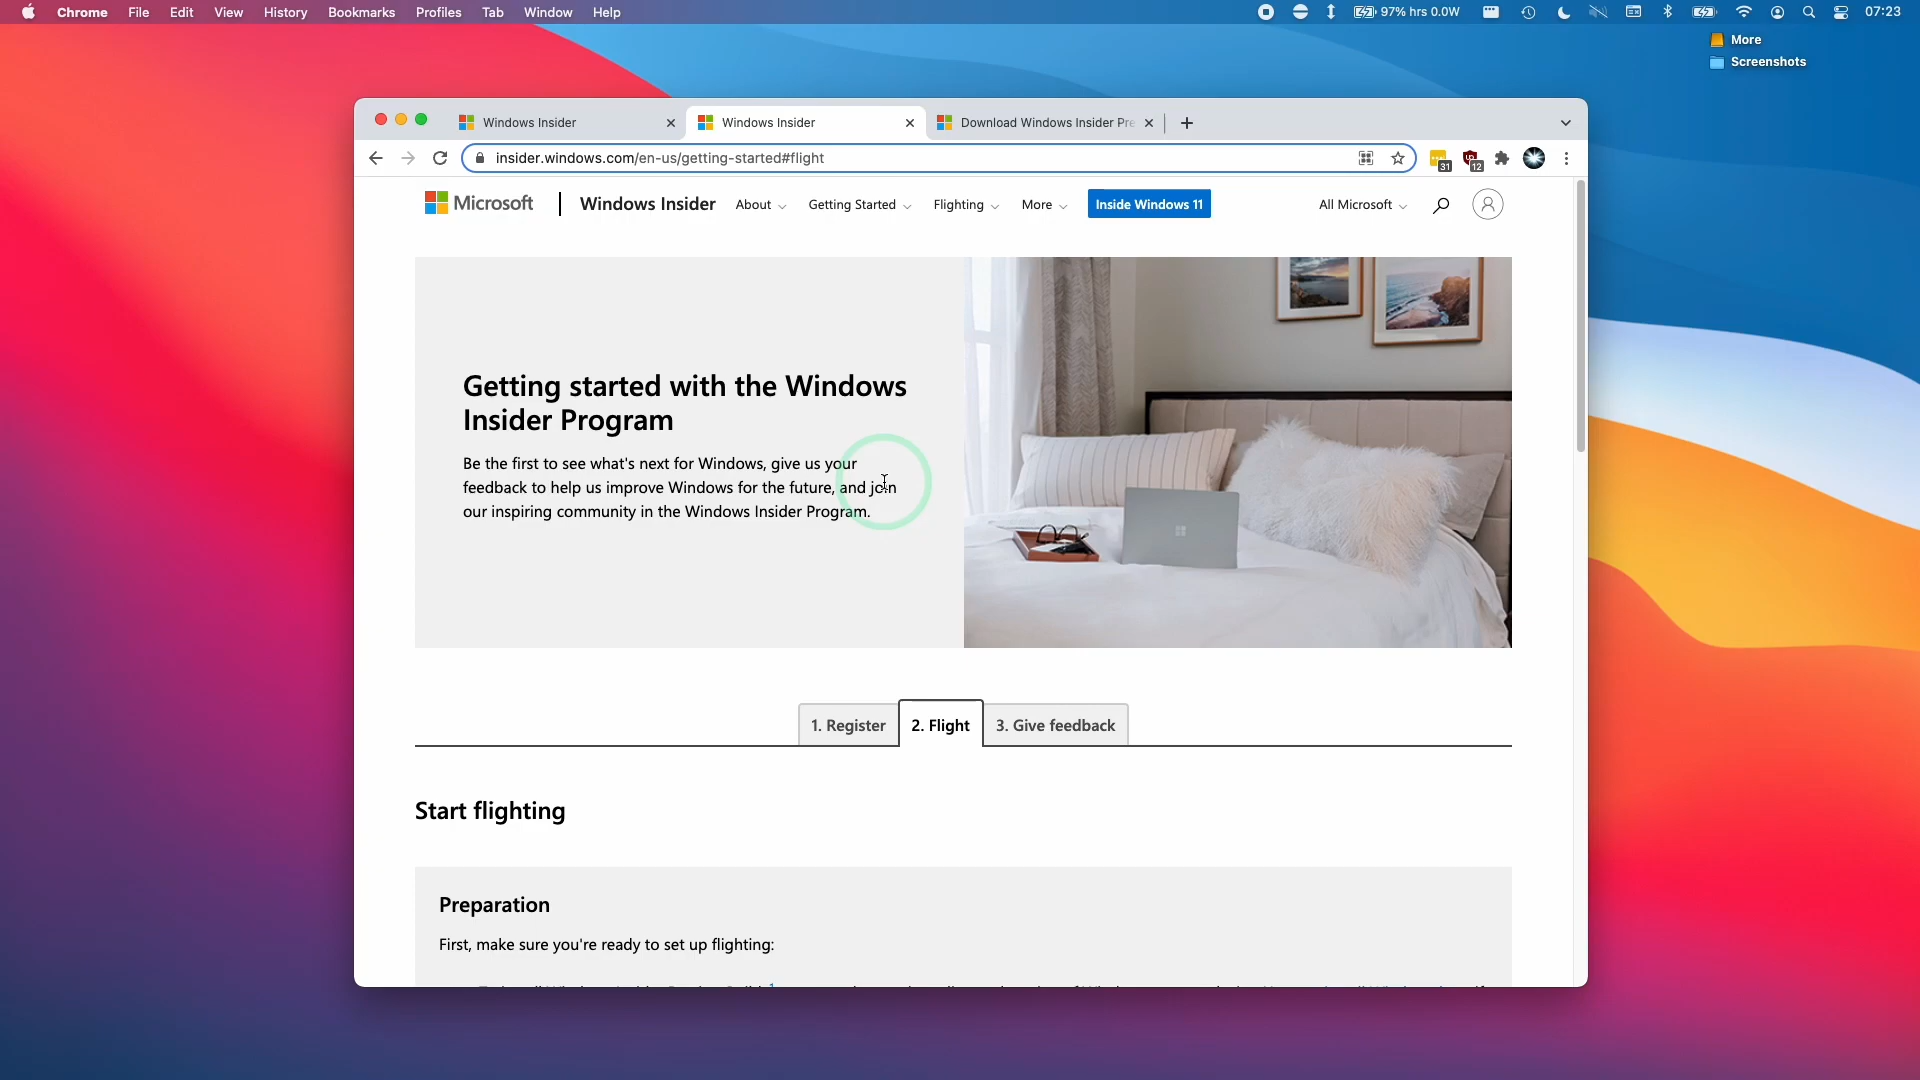 Chrome File Edit View History Bookmarks Profiles Tab Window Help 97% hrs 0.0W 07:23
More
Screenshots
Windows Insider Windows Insider Download Windows Insider Pre
insider.windows.com/en-us/getting-started#flight 31 12
Microsoft Windows Insider About Getting Started Flighting More Inside Windows 11 All Microsoft
Getting started with the Windows
Insider Program
Be the first to see what's next for Windows, give us your
feedback to help us improve Windows for the future, and join
our inspiring community in the Windows Insider Program.
1. Register 2. Flight 3. Give feedback
Start flighting
Preparation
First, make sure you're ready to set up flighting: